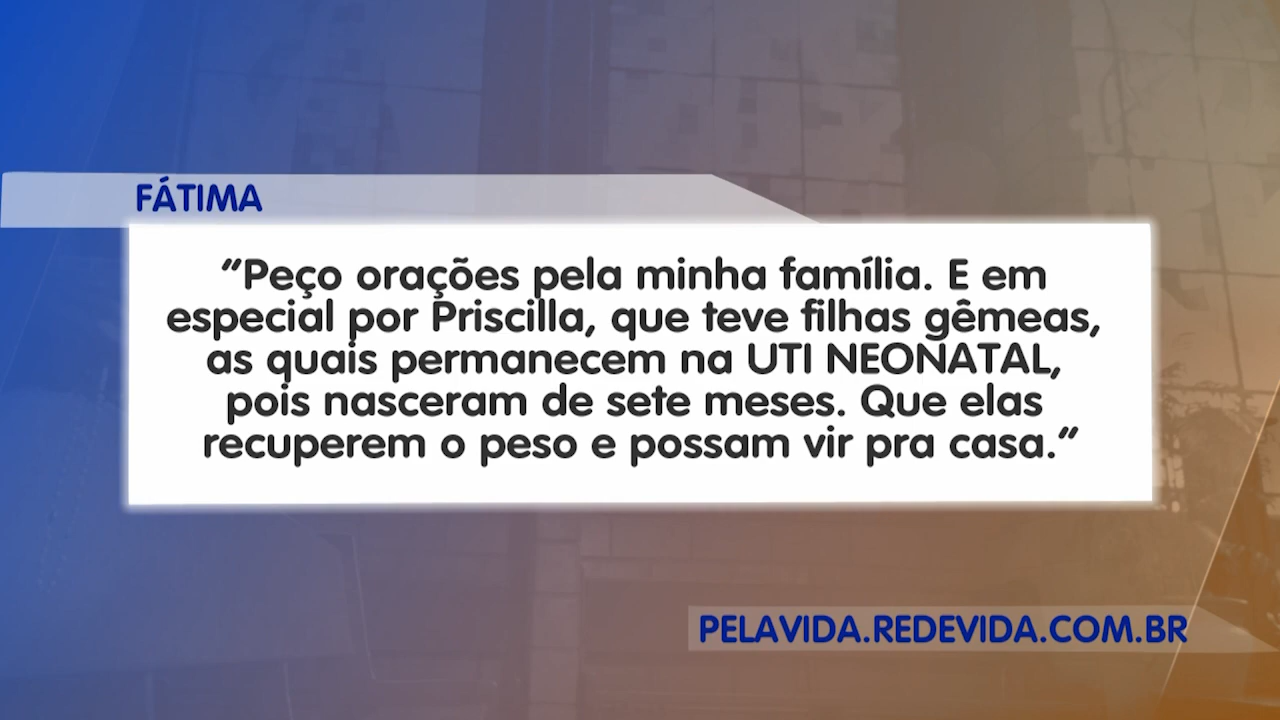 FÁTIMA
“Peço orações pela minha família. E em
especial por Priscilla, que teve filhas gêmeas,
as quais permanecem na UTI NEONATAL,
pois nasceram de sete meses. Que elas
recuperem o peso e possam vir pra casa.“
PELAVIDA.REDEVIDA.COM.BR